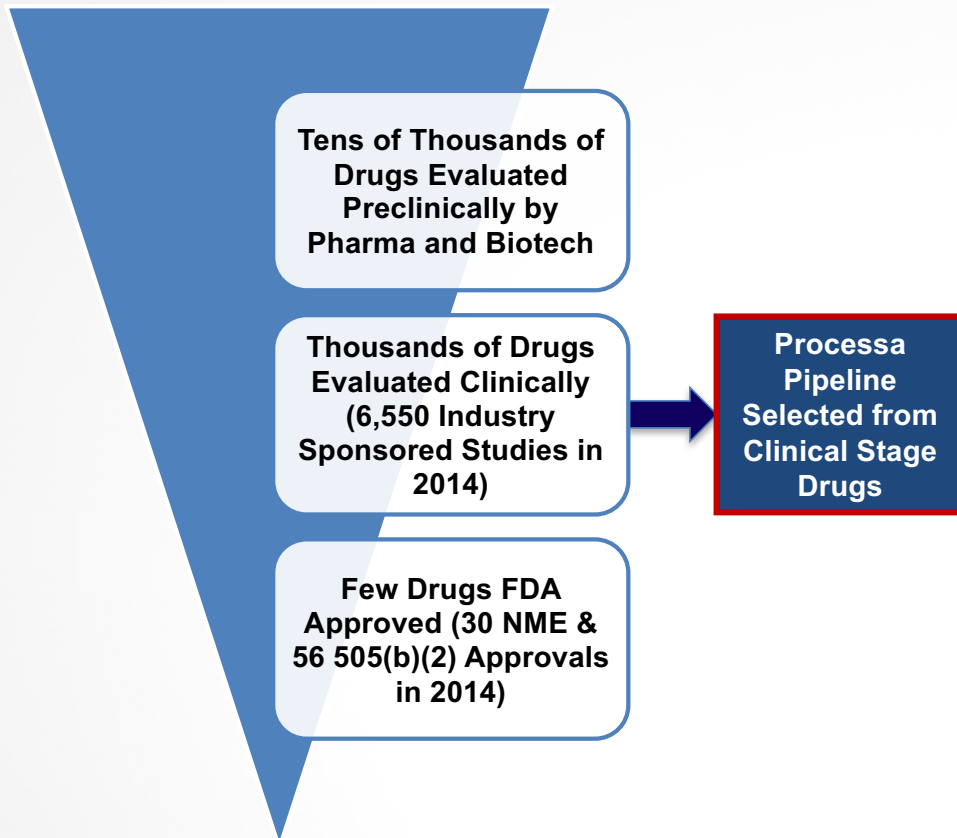 Tens of Thousands of
Drugs Evaluated
Preclinically by
Pharma and Biotech
Thousands of Drugs
Evaluated Clinically
(6,550 Industry
Sponsored Studies in
2014)
Processa
Pipeline
Selected from
Clinical Stage
Drugs
Few Drugs FDA
Approved (30 NME &
56 505(b)(2) Approvals
in 2014)